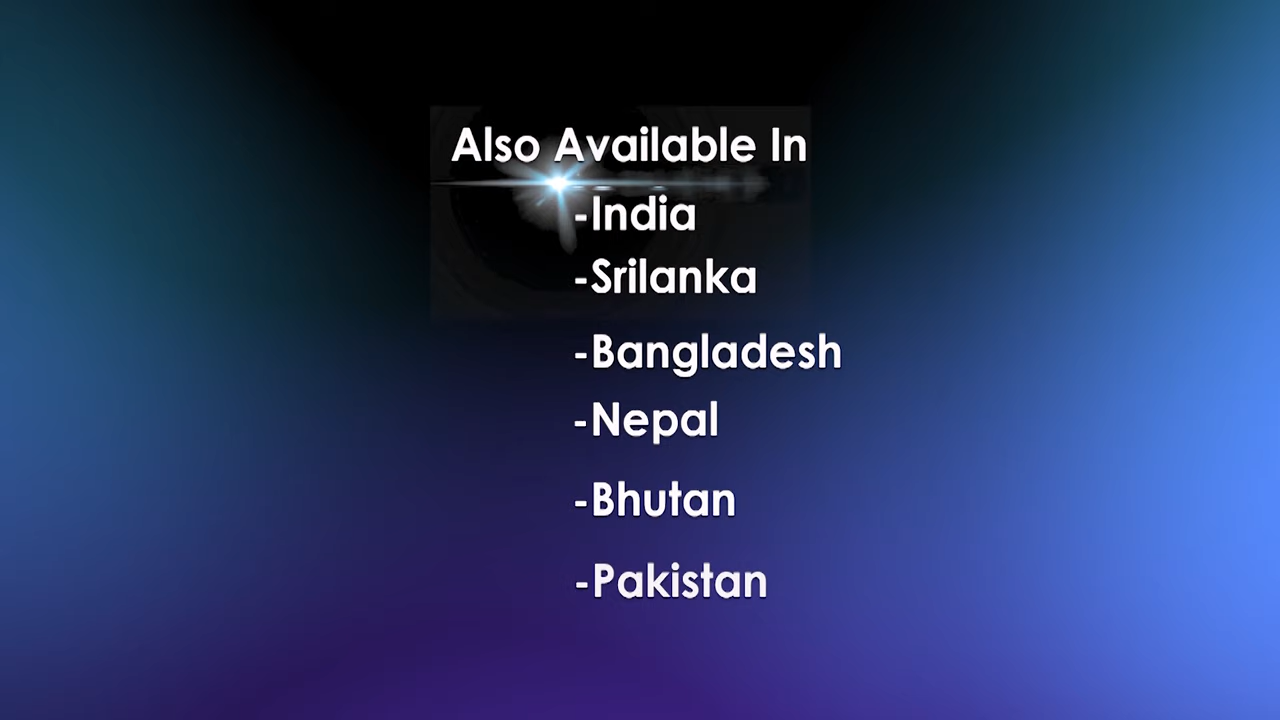 Also Available In
-India
-Srilanka
-Bangladesh
-Nepal
-Bhutan
-Pakistan